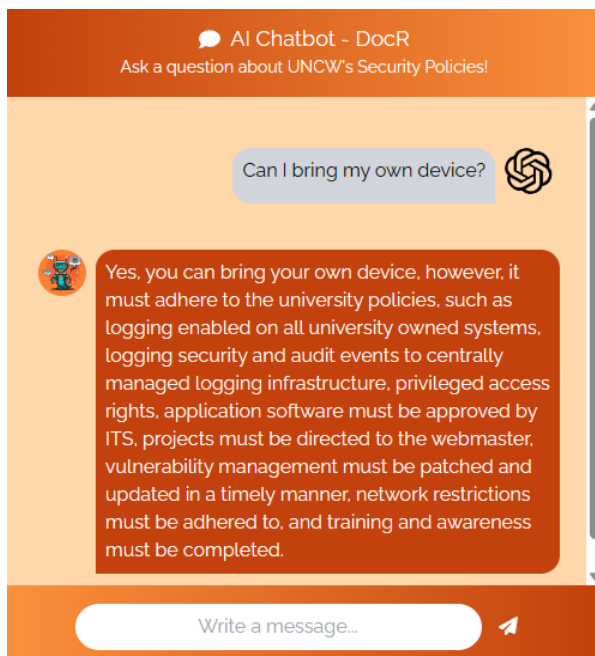 AI Chatbot - DocR
Ask a question about UNCW's Security Policies!
Can I bring my own device?
Yes, you can bring your own device, however, it
must adhere to the university policies, such as
logging enabled on all university owned systems,
logging security and audit events to centrally
managed logging infrastructure, privileged access
rights, application software must be approved by
ITS, projects must be directed to the webmaster,
vulnerability management must be patched and
updated in a timely manner, network restrictions
must be adhered to, and training and awareness
must be completed.
Write a message...